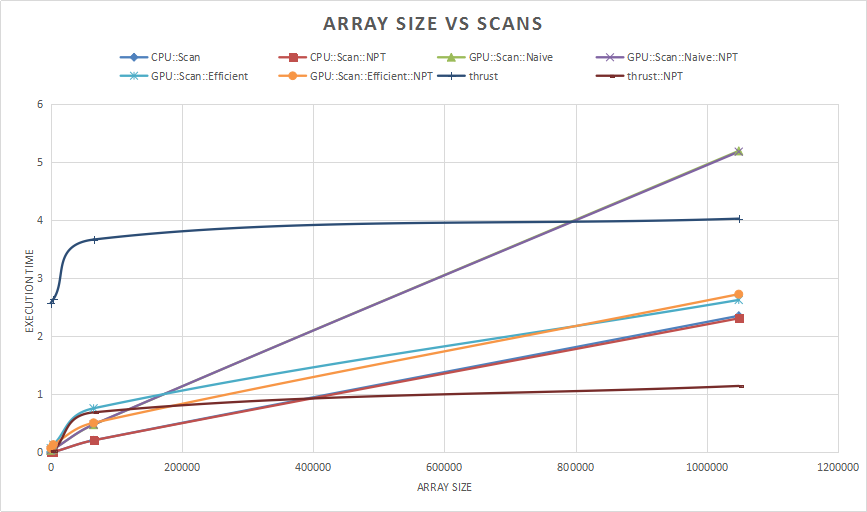 ARRAY SIZE VS SCANS
CPU::Scan CPU::Scan::NPT GPU::Scan::Naive GPU::Scan::Naive::NPT
GPU::Scan::Efficient GPU::Scan::Efficient::NPT thrust thrust::NPT
6
5
4
3
2
1
0
EXECUTION TIME
0 200000 400000 600000 800000 1000000 1200000
ARRAY SIZE